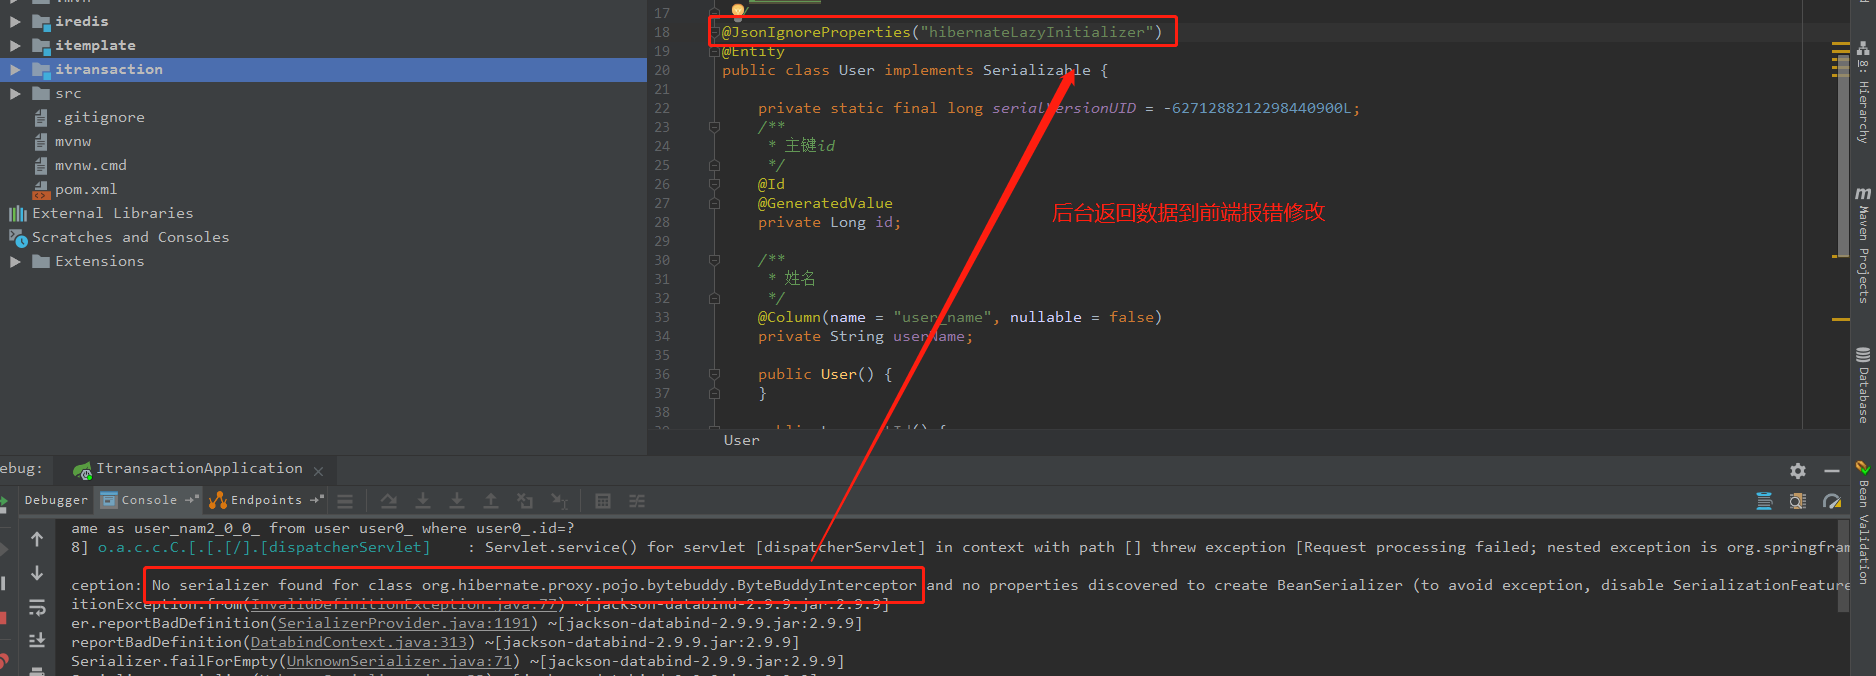 iredis
itemplate
itransaction
src
.gitignore
mvnw
mvnw.cmd
pom.xml
External Libraries
Scratches and Consoles
Extensions
17
18 @JsonIgnoreProperties("hibernateLazyInitializer")
19 @Entity
20 public class User implements Serializable {
21
22 private static final long serialVersionUID = -6271288212298440900L;
23 /**
24 * 主键id
25 */
26 @Id
27 @GeneratedValue
28 private Long id;
29
30 /**
31 * 姓名
32 */
33 @Column(name = "user_name", nullable = false)
34 private String userName;
35
36 public User() {
37 }
38
后台返回数据到前端报错修改
User
8: Hierarchy
m Maven Projects
Database
Bean Validation
ebug: ItransactionApplication
Debugger Console Endpoints
ame as user_nam2_0_0_ from user user0_ where user0_.id=?
8] o.a.c.c.C.[.[.[/].[dispatcherServlet] : Servlet.service() for servlet [dispatcherServlet] in context with path [] threw exception [Request processing failed; nested exception is org.springfram
ception: No serializer found for class org.hibernate.proxy.pojo.bytebuddy.ByteBuddyInterceptor and no properties discovered to create BeanSerializer (to avoid exception, disable SerializationFeature
itionException.from(InvalidDefinitionException.java:77) ~[jackson-databind-2.9.9.jar:2.9.9]
er.reportBadDefinition(SerializerProvider.java:1191) ~[jackson-databind-2.9.9.jar:2.9.9]
reportBadDefinition(DatabindContext.java:313) ~[jackson-databind-2.9.9.jar:2.9.9]
Serializer.failForEmpty(UnknownSerializer.java:71) ~[jackson-databind-2.9.9.jar:2.9.9]